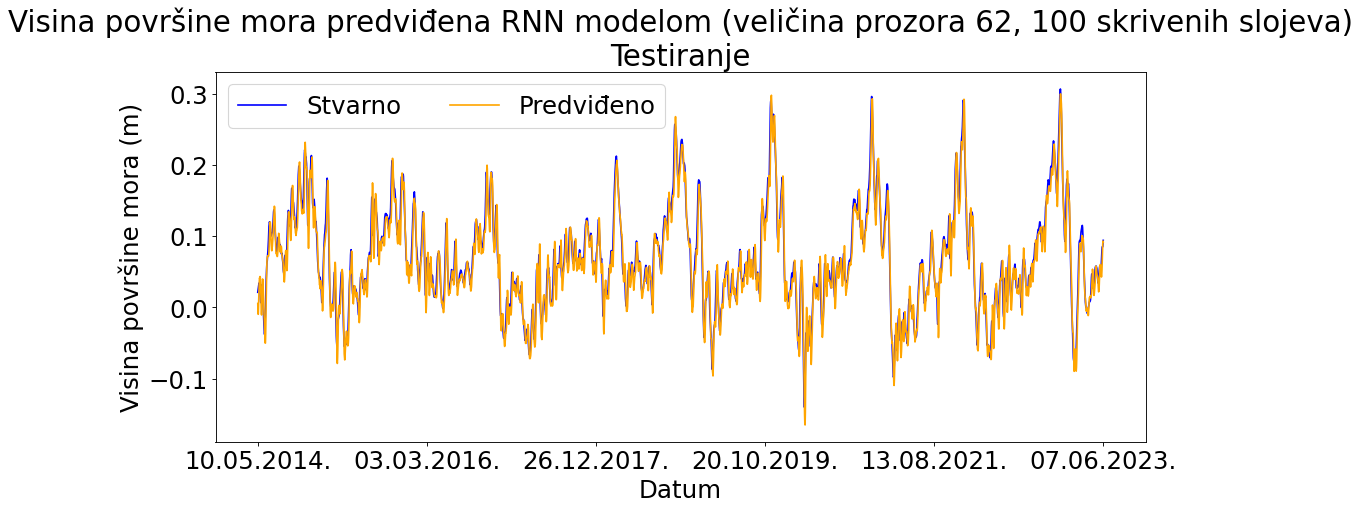 Visina površine mora predviđena RNN modelom (veličina prozora 62, 100 skrivenih slojeva)
Testiranje
Stvarno Predviđeno
Visina površine mora (m)
0.3
0.2
0.1
0.0
−0.1
10.05.2014. 03.03.2016. 26.12.2017. 20.10.2019. 13.08.2021. 07.06.2023.
Datum